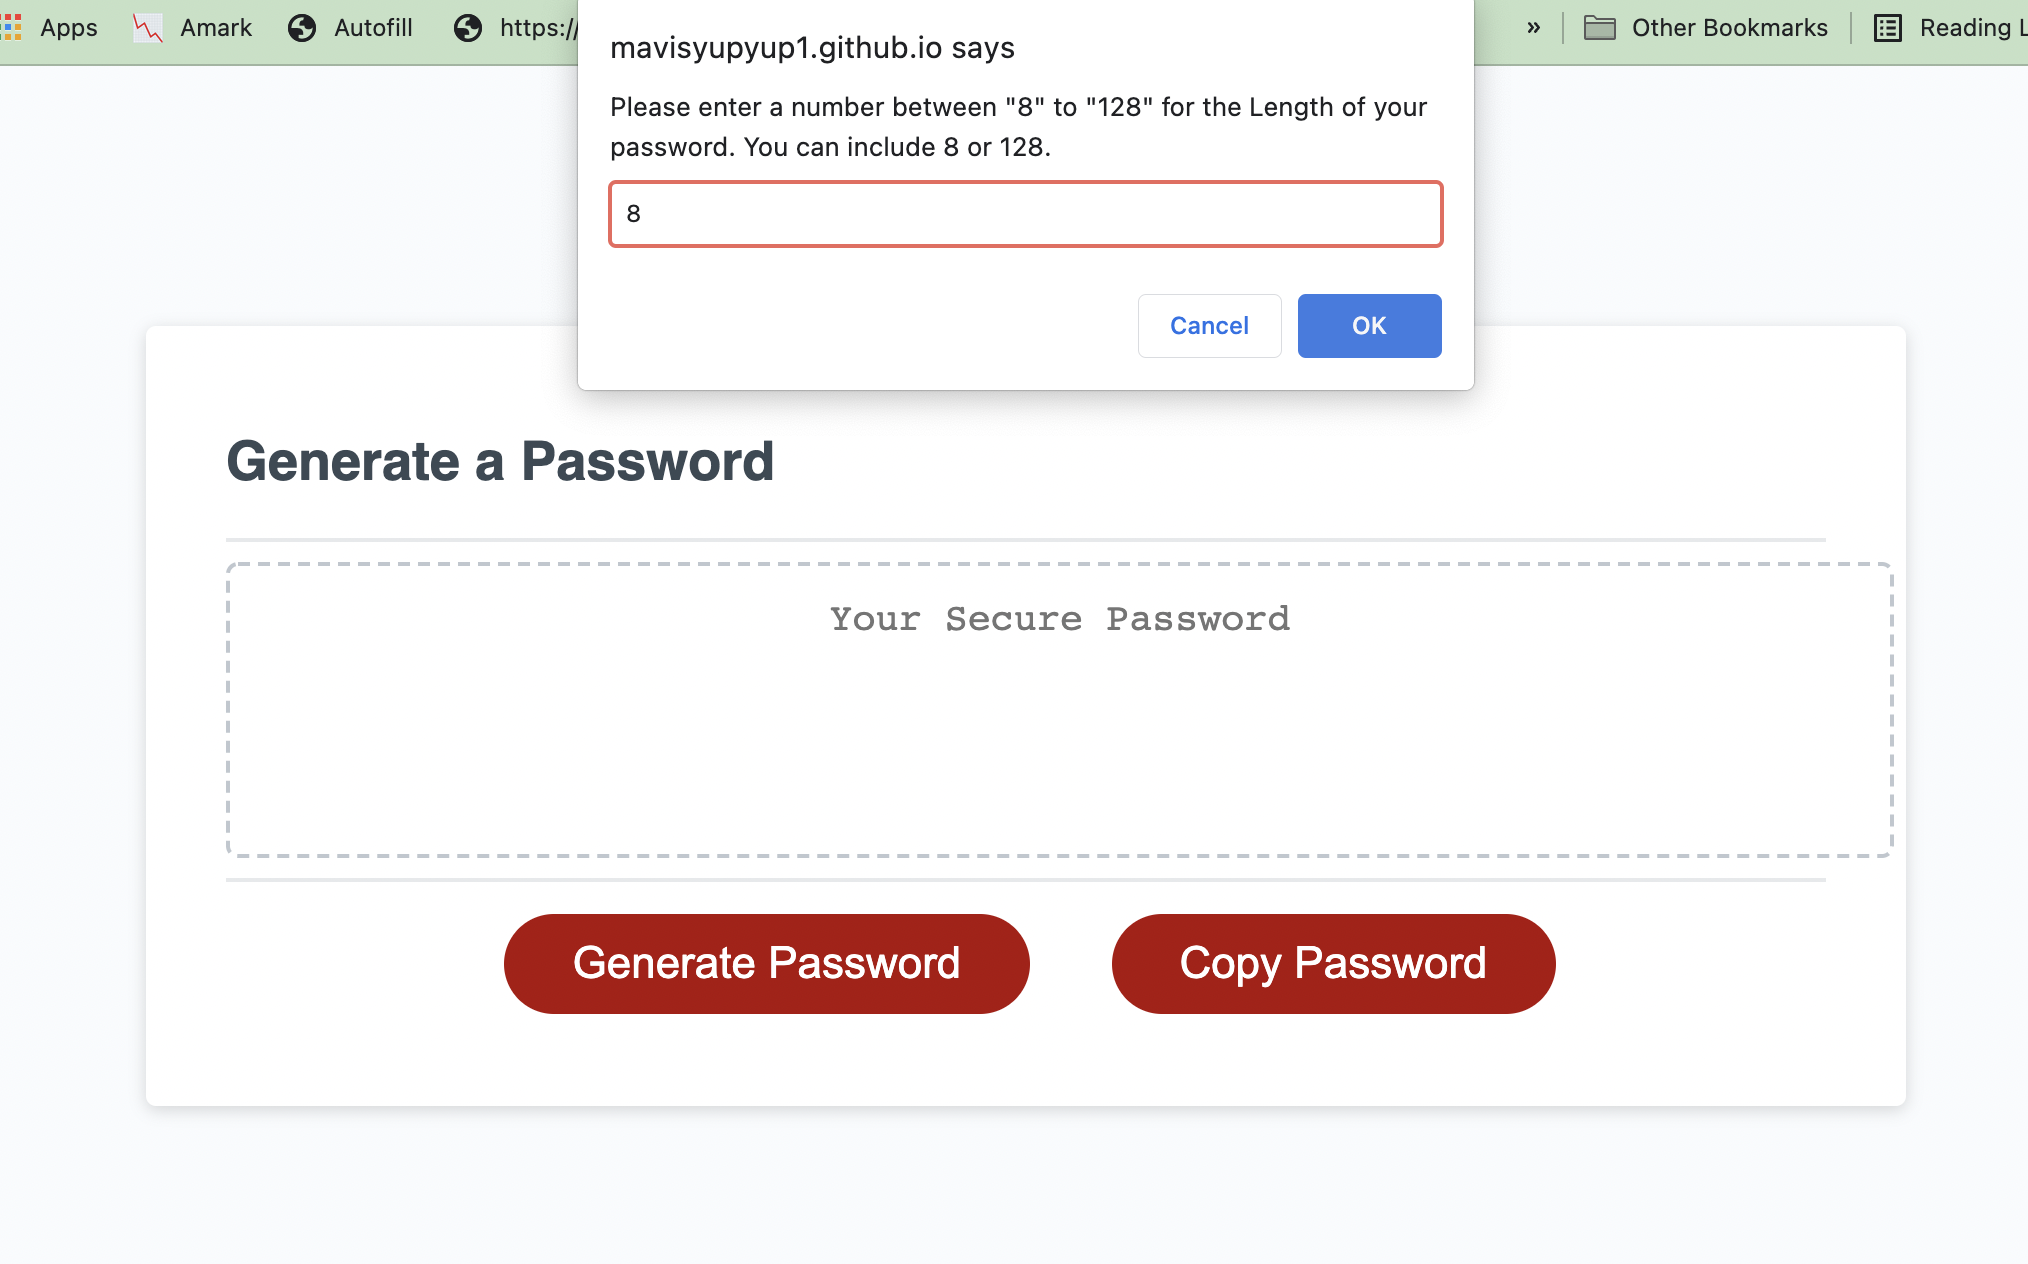 Apps Amark Autofill https:/ » Other Bookmarks Reading L
mavisyupyup1.github.io says
Please enter a number between "8" to "128" for the Length of your
password. You can include 8 or 128.
8
Cancel OK
Generate a Password
Your Secure Password
Generate Password Copy Password